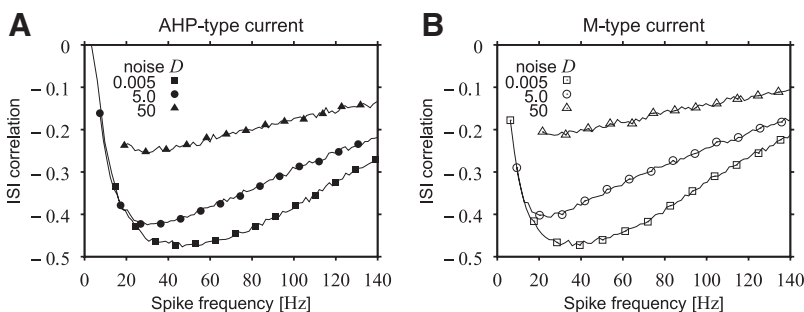 A AHP-type current
0
− 0.1
− 0.2
− 0.3
− 0.4
− 0.5
ISI correlation
noise D
0.005
5.0
50
0 20 40 60 80 100 120 140
Spike frequency [Hz]
B M-type current
0
− 0.1
− 0.2
− 0.3
− 0.4
− 0.5
ISI correlation
noise D
0.005
5.0
50
0 20 40 60 80 100 120 140
Spike frequency [Hz]